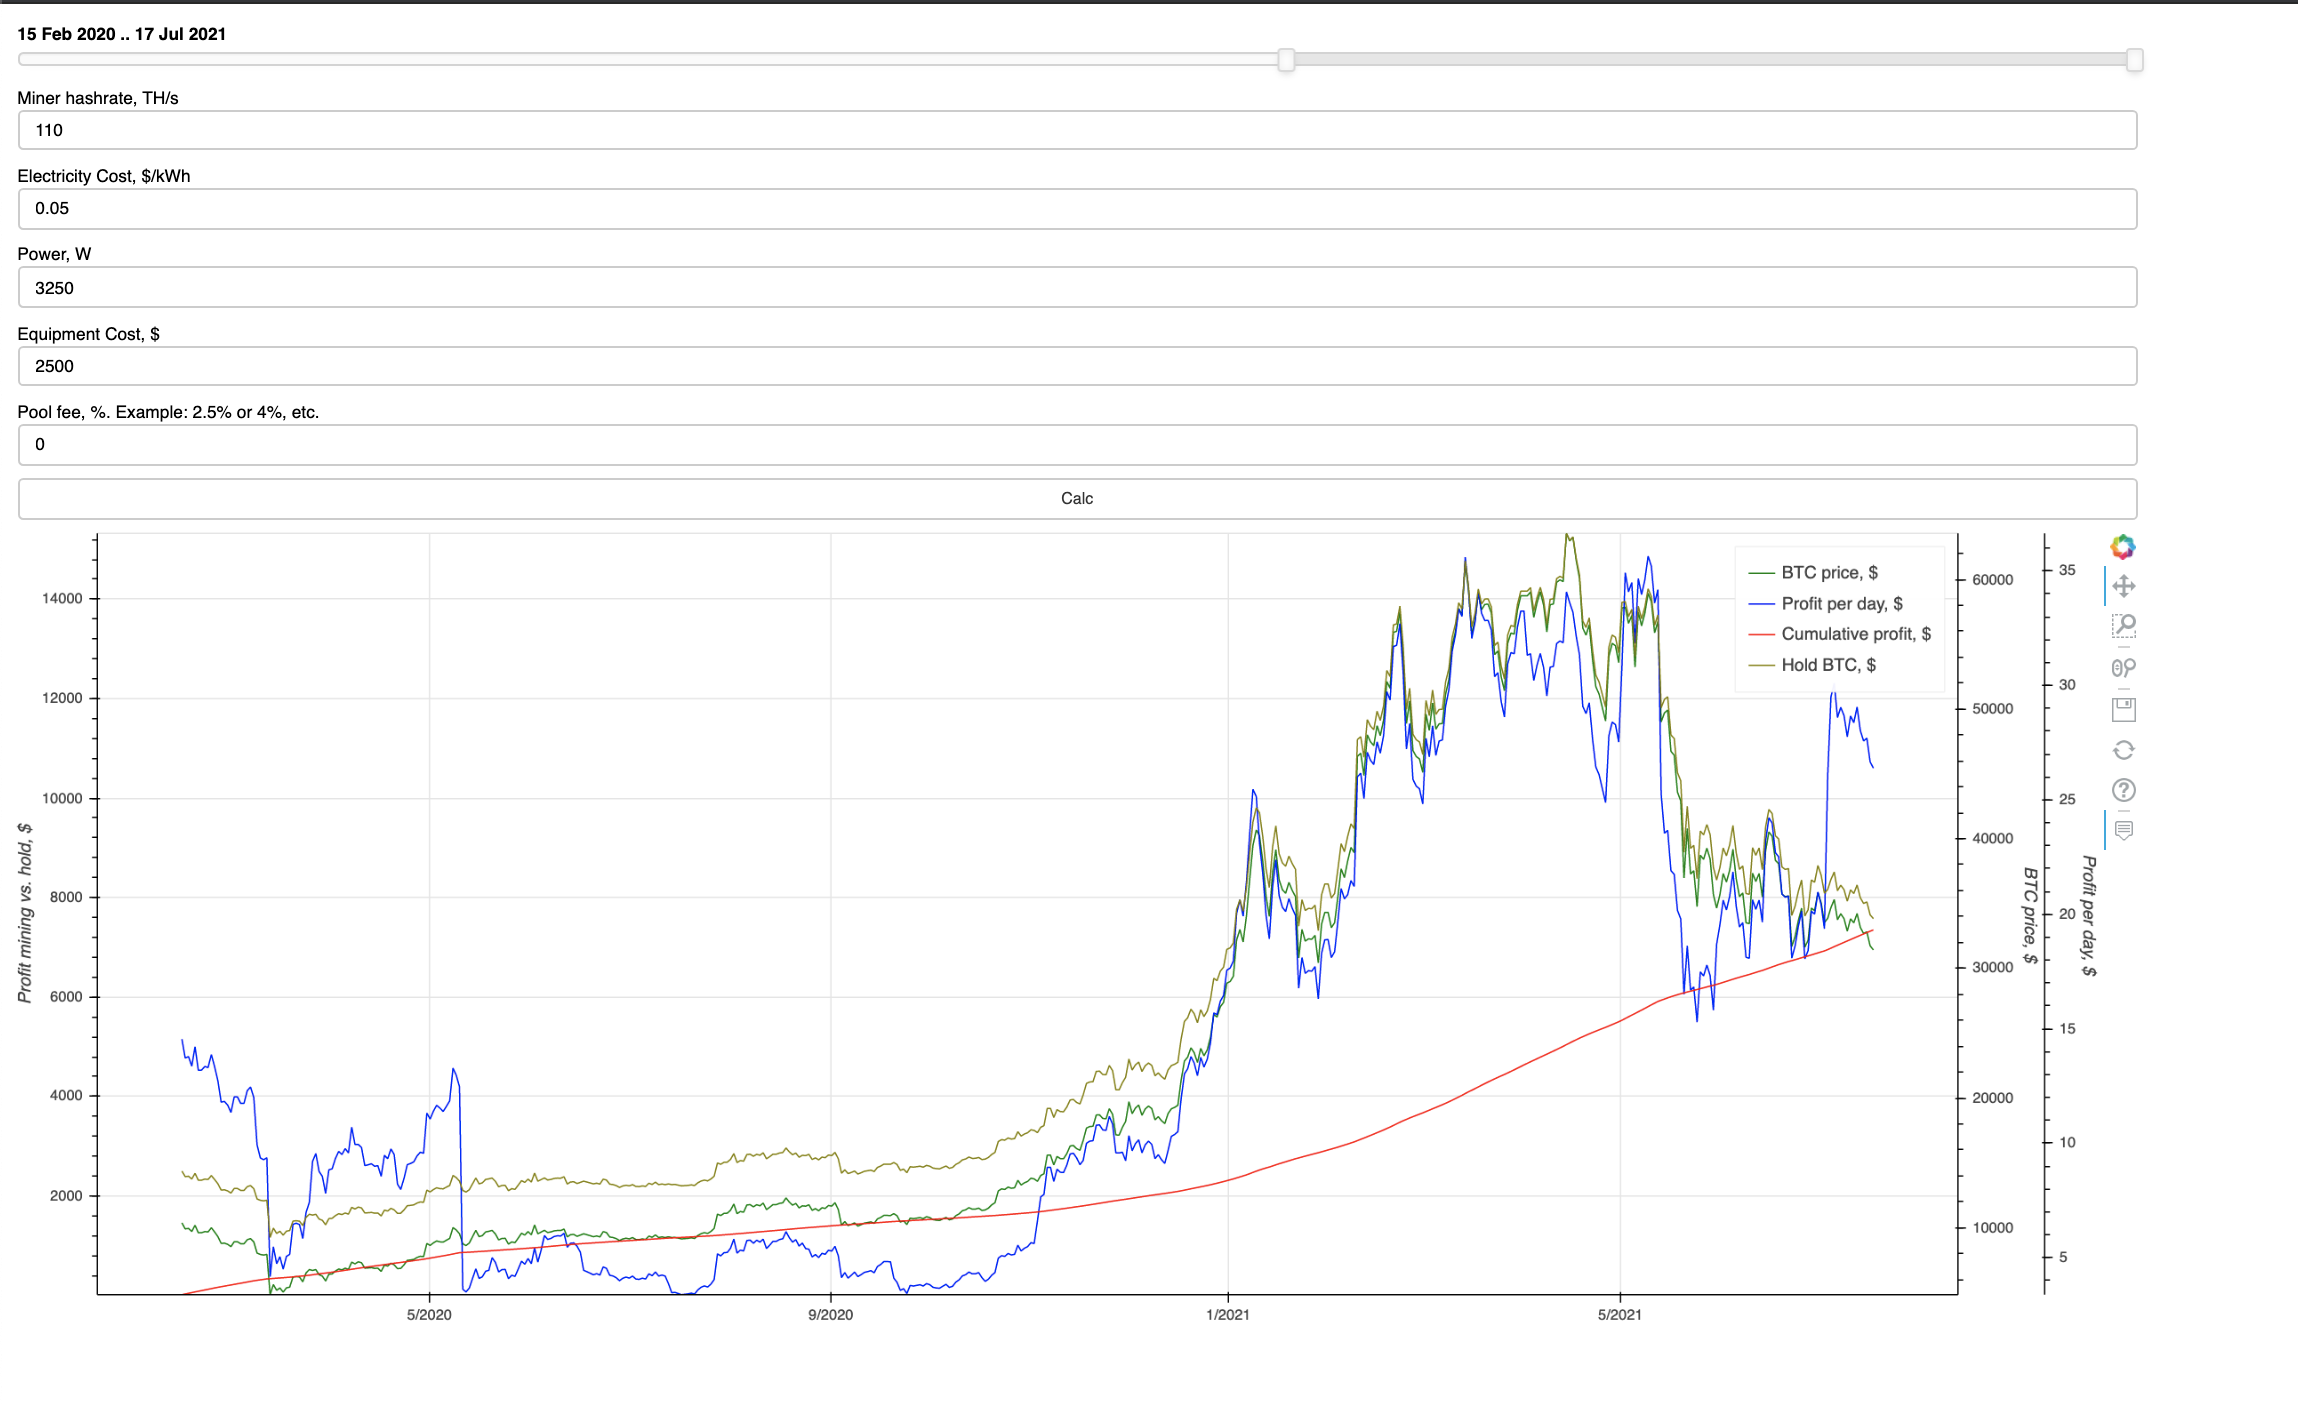 15 Feb 2020 .. 17 Jul 2021
Miner hashrate, TH/s
110
Electricity Cost, $/kWh
0.05
Power, W
3250
Equipment Cost, $
2500
Pool fee, %. Example: 2.5% or 4%, etc.
0
Calc
BTC price, $
Profit per day, $
Cumulative profit, $
Hold BTC, $
Profit mining vs. hold, $
14000
12000
10000
8000
6000
4000
2000
5/2020
9/2020
1/2021
5/2021
60000
50000
40000
30000
20000
10000
BTC price, $
35
30
25
20
15
10
5
Profit per day, $